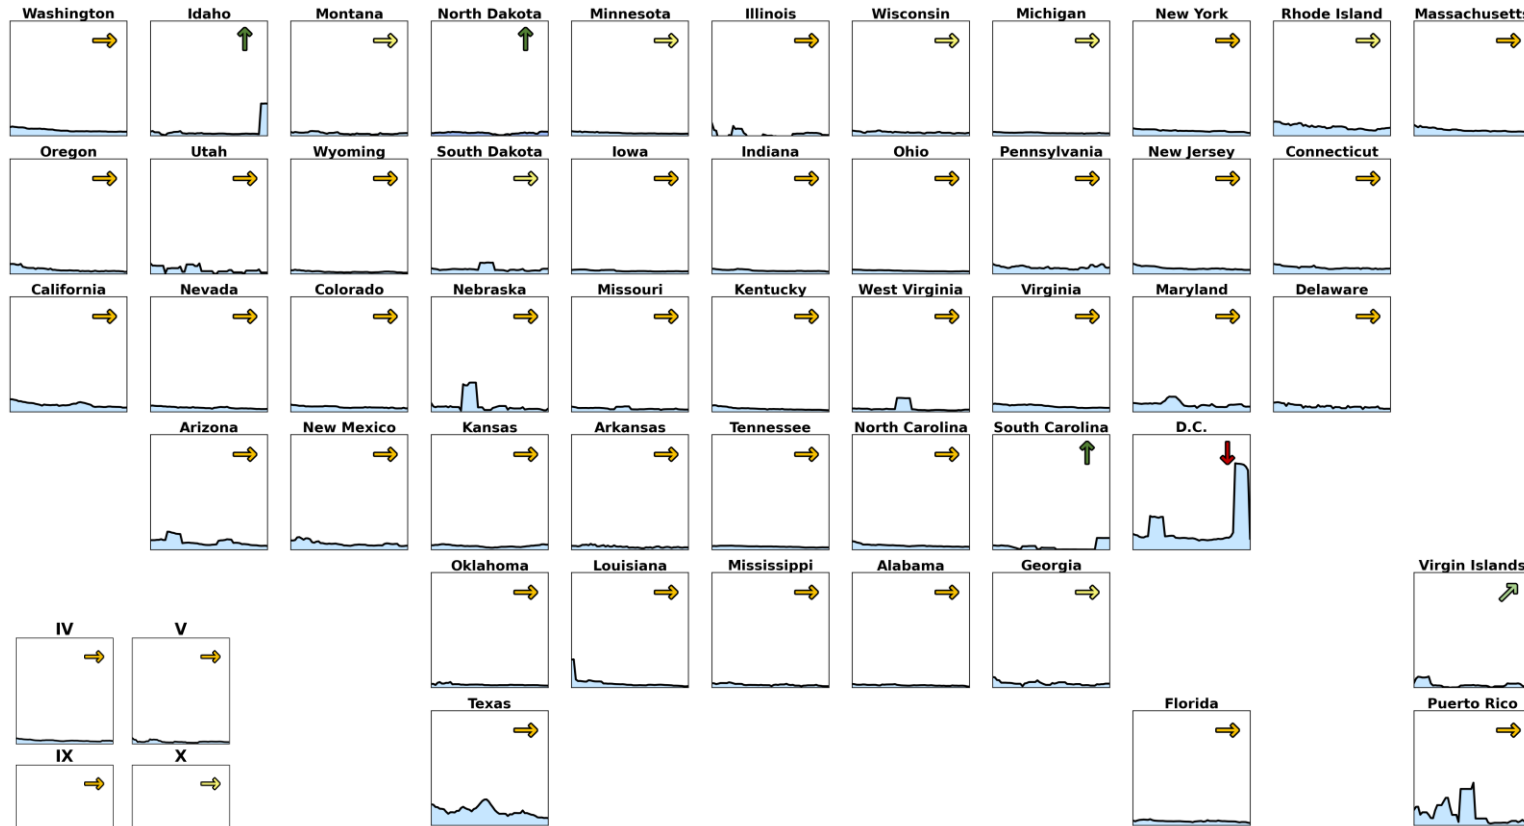 Washington Idaho Montana North Dakota Minnesota Illinois Wisconsin Michigan New York Rhode Island Massachusetts
Oregon Utah Wyoming South Dakota Iowa Indiana Ohio Pennsylvania New Jersey Connecticut
California Nevada Colorado Nebraska Missouri Kentucky West Virginia Virginia Maryland Delaware
Arizona New Mexico Kansas Arkansas Tennessee North Carolina South Carolina D.C.
Oklahoma Louisiana Mississippi Alabama Georgia Virgin Islands
IV V
Texas Florida Puerto Rico
IX X